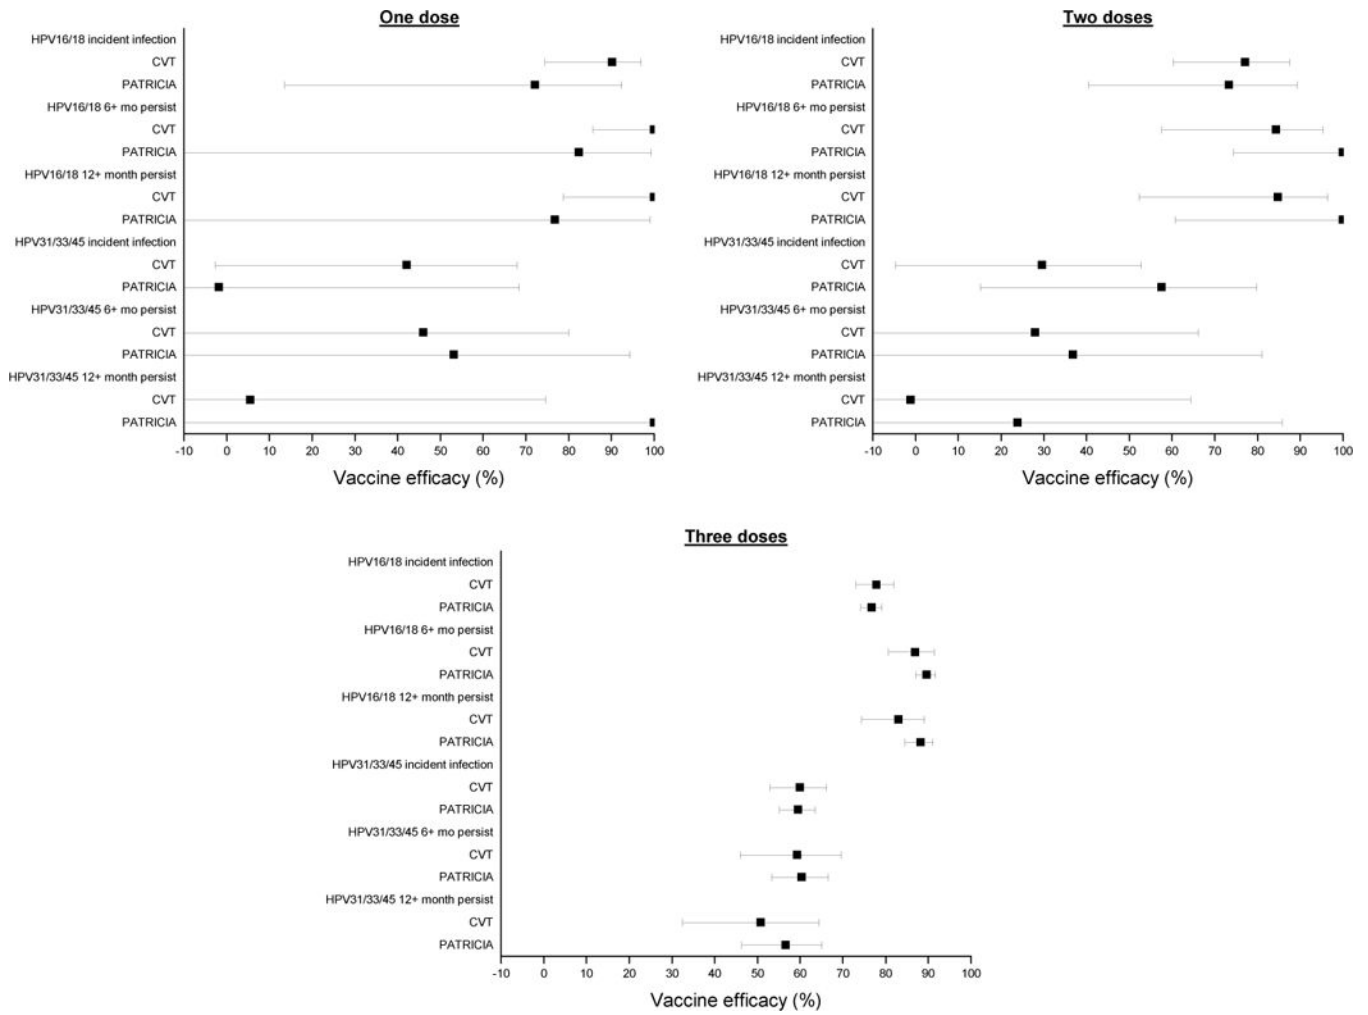 One dose
HPV16/18 incident infection
CVT
PATRICIA
HPV16/18 6+ mo persist
CVT
PATRICIA
HPV16/18 12+ month persist
CVT
PATRICIA
HPV31/33/45 incident infection
CVT
PATRICIA
HPV31/33/45 6+ mo persist
CVT
PATRICIA
HPV31/33/45 12+ month persist
CVT
PATRICIA
-10 0 10 20 30 40 50 60 70 80 90 100
Vaccine efficacy (%)
Two doses
HPV16/18 incident infection
CVT
PATRICIA
HPV16/18 6+ mo persist
CVT
PATRICIA
HPV16/18 12+ month persist
CVT
PATRICIA
HPV31/33/45 incident infection
CVT
PATRICIA
HPV31/33/45 6+ mo persist
CVT
PATRICIA
HPV31/33/45 12+ month persist
CVT
PATRICIA
-10 0 10 20 30 40 50 60 70 80 90 100
Vaccine efficacy (%)
Three doses
HPV16/18 incident infection
CVT
PATRICIA
HPV16/18 6+ mo persist
CVT
PATRICIA
HPV16/18 12+ month persist
CVT
PATRICIA
HPV31/33/45 incident infection
CVT
PATRICIA
HPV31/33/45 6+ mo persist
CVT
PATRICIA
HPV31/33/45 12+ month persist
CVT
PATRICIA
-10 0 10 20 30 40 50 60 70 80 90 100
Vaccine efficacy (%)